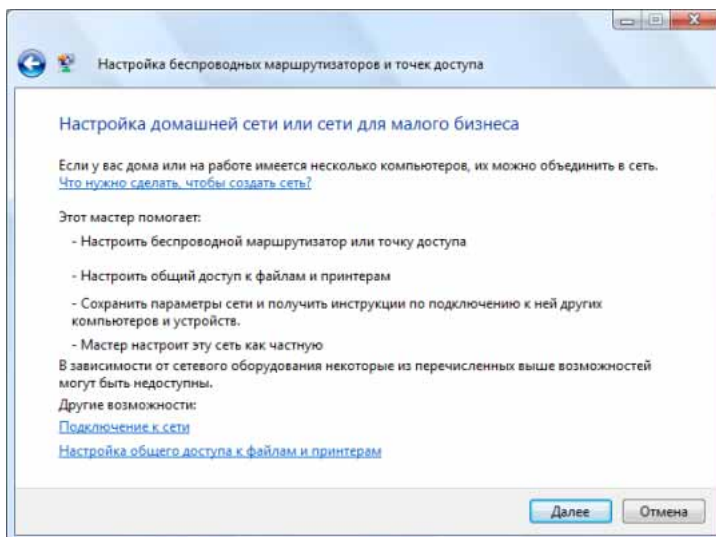 Настройка беспроводных маршрутизаторов и точек доступа
Настройка домашней сети или сети для малого бизнеса
Если у вас дома или на работе имеется несколько компьютеров, их можно объединить в сеть.
Что нужно сделать, чтобы создать сеть?
Этот мастер помогает:
- Настроить беспроводной маршрутизатор или точку доступа
- Настроить общий доступ к файлам и принтерам
- Сохранить параметры сети и получить инструкции по подключению к ней других
компьютеров и устройств.
- Мастер настроит эту сеть как частную
В зависимости от сетевого оборудования некоторые из перечисленных выше возможностей
могут быть недоступны.
Другие возможности:
Подключение к сети
Настройка общего доступа к файлам и принтерам
Далее
Отмена